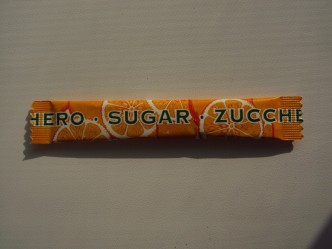 HERO · SUGAR · ZUCCHE